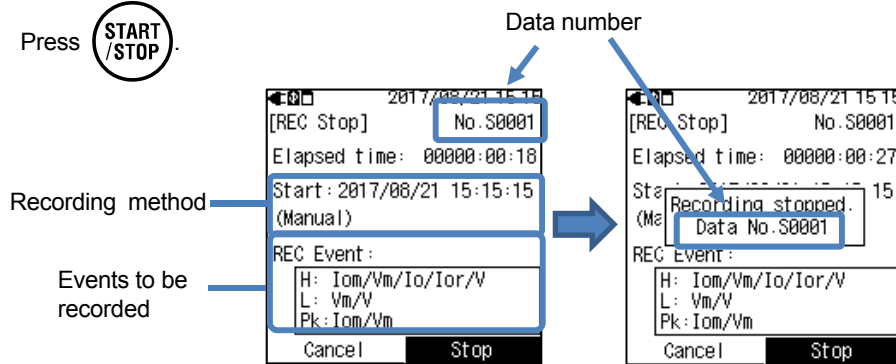 Press START
/STOP.
Data number
2017/08/21 15:15
[REC Stop] No.S0001
Elapsed time: 00000:00:18
Start:2017/08/21 15:15:15
(Manual)
REC Event:
H: Iom/Vm/Io/Ior/V
L: Vm/V
Pk:Iom/Vm
Cancel Stop
Recording method
Events to be
recorded
2017/08/21 15:15
[REC Stop] No.S0001
Elapsed time: 00000:00:27
Recording stopped.
Data No.S0001
REC Event:
H: Iom/Vm/Io/Ior/V
L: Vm/V
Pk:Iom/Vm
Cancel Stop